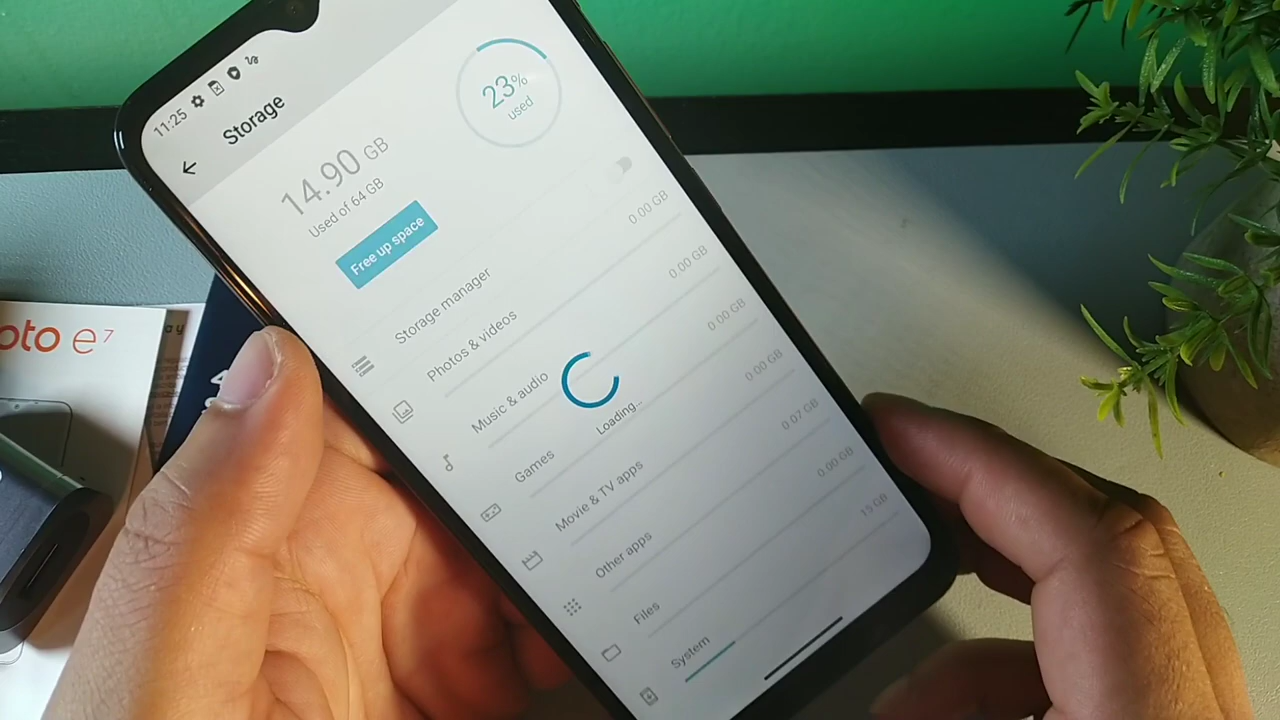 11:25
Storage
14.90 GB
Used of 64 GB
23%
used
Free up space
Storage manager
Photos & videos
0.00 GB
Music & audio
0.00 GB
Games
0.00 GB
Movie & TV apps
0.00 GB
Other apps
0.07 GB
Files
0.00 GB
System
Loading...
oto e7